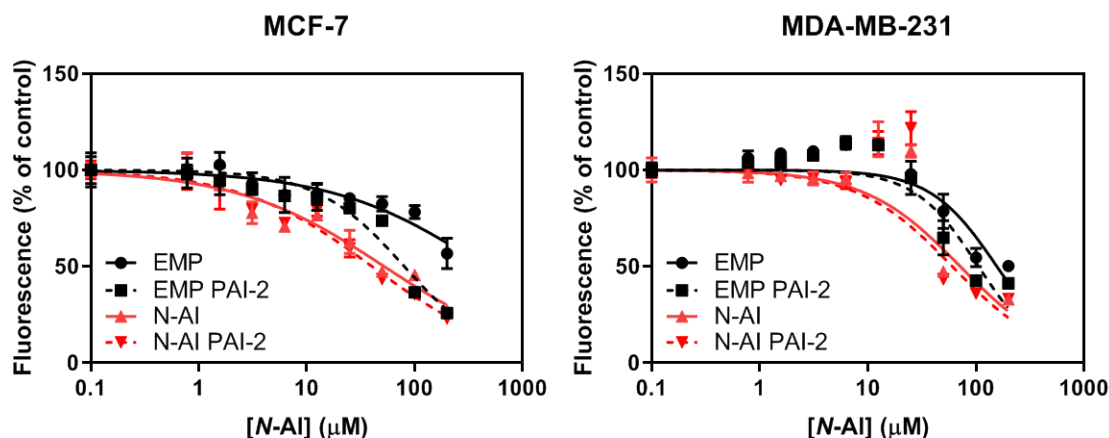 MCF-7
Fluorescence (% of control)
150
100
50
0
EMP
EMP PAI-2
N-AI
N-AI PAI-2
0.1 1 10 100 1000
[N-AI] (μM)
MDA-MB-231
Fluorescence (% of control)
150
100
50
0
EMP
EMP PAI-2
N-AI
N-AI PAI-2
0.1 1 10 100 1000
[N-AI] (μM)